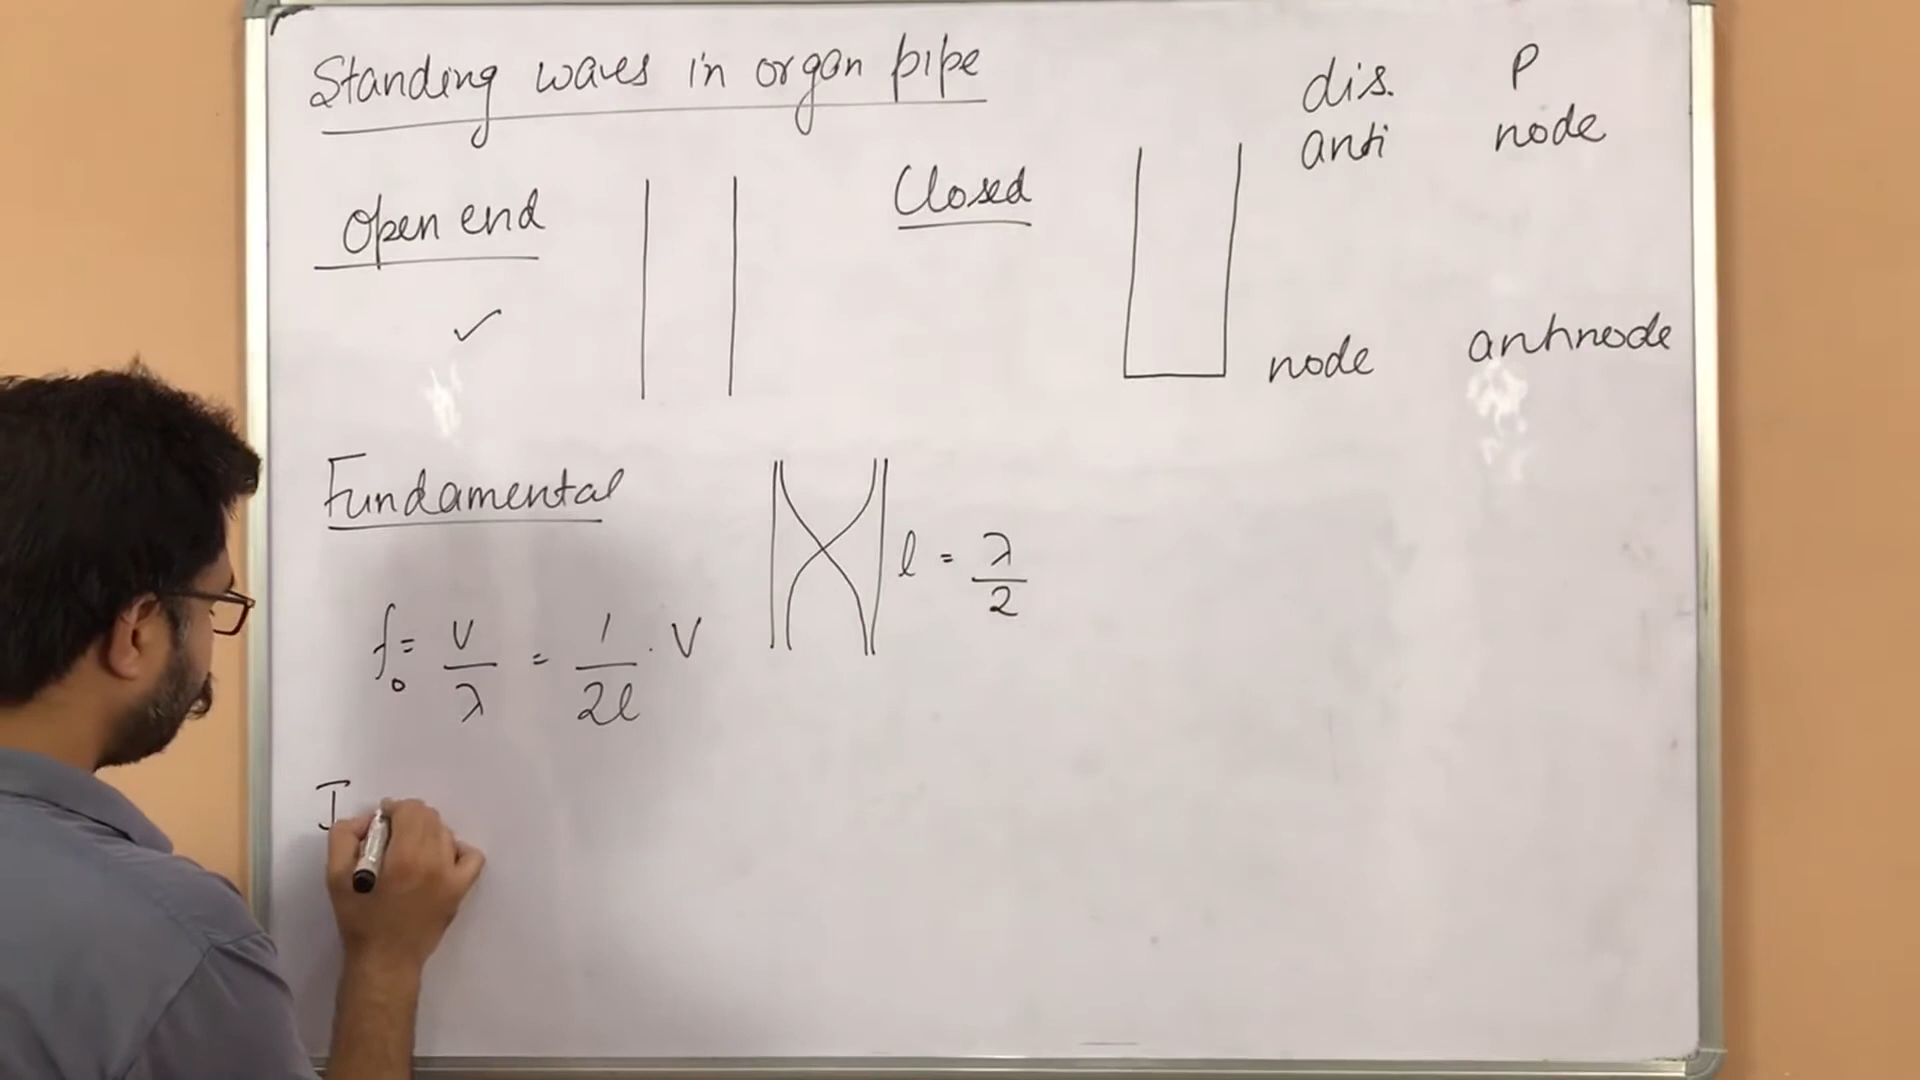 Standing waves in organ pipe
dis. P
anti node
Open end
Closed
✓
node antinode
Fundamental
l = λ/2
f₀ = v/λ = 1/2l . v
I